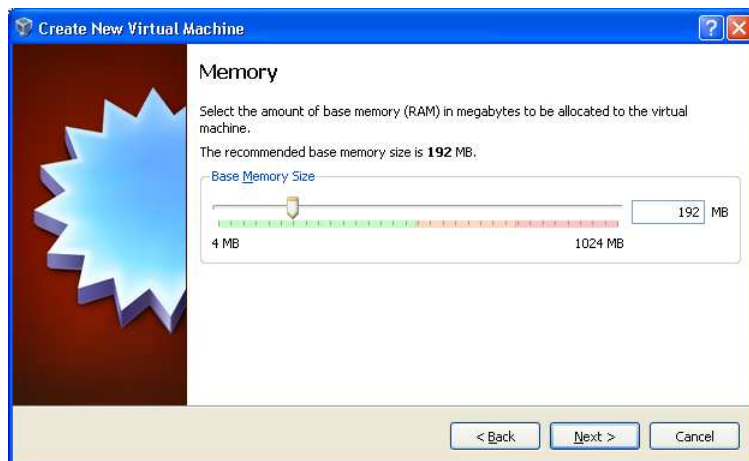 Create New Virtual Machine
Memory
Select the amount of base memory (RAM) in megabytes to be allocated to the virtual
machine.
The recommended base memory size is 192 MB.
Base Memory Size
192 MB
4 MB 1024 MB
< Back Next > Cancel